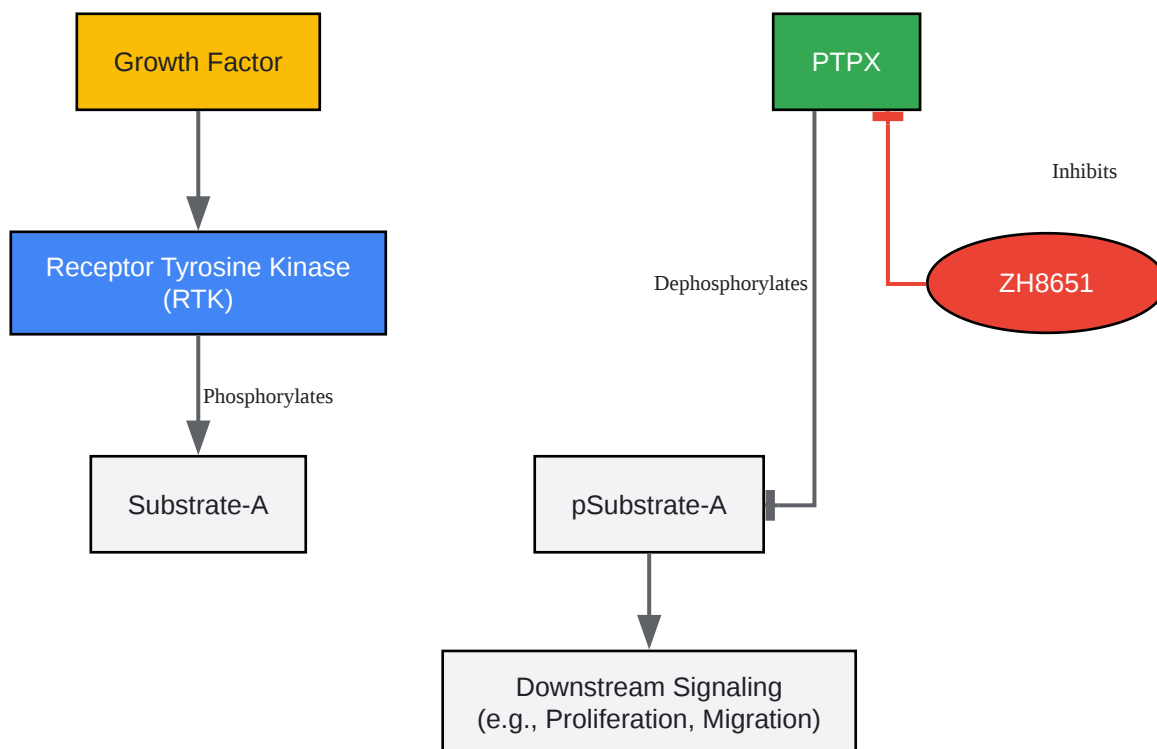 Growth Factor
PTPX
Inhibits
Receptor Tyrosine Kinase
(RTK)
Dephosphorylates
ZH8651
Phosphorylates
Substrate-A
pSubstrate-A
Downstream Signaling
(e.g., Proliferation, Migration)